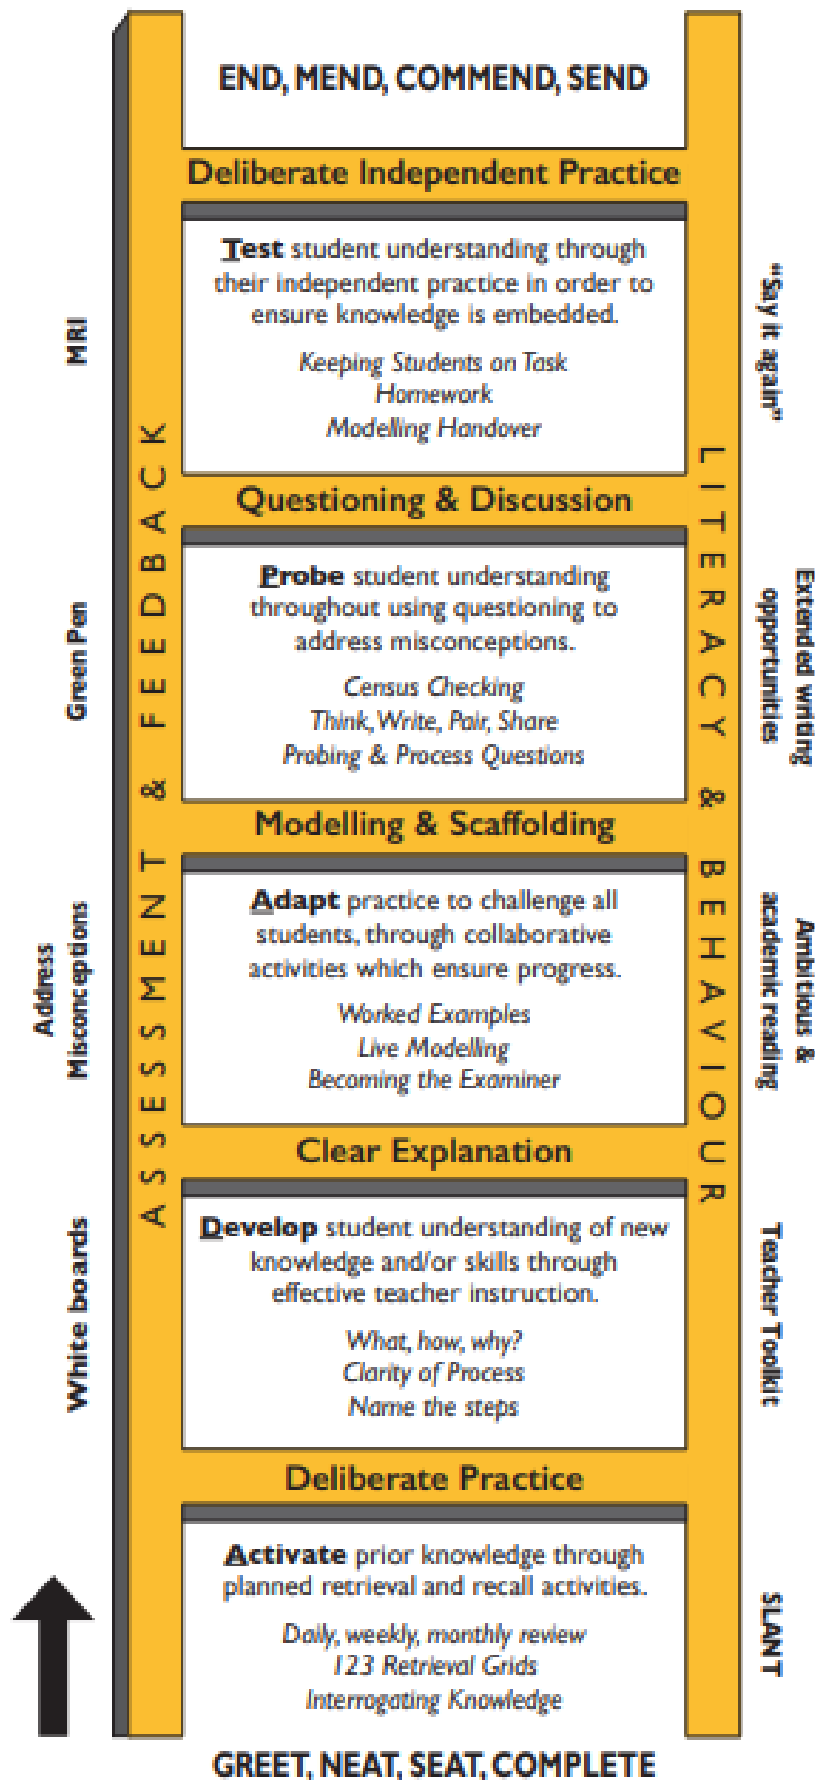 END, MEND, COMMEND, SEND
Deliberate Independent Practice
Test student understanding through
their independent practice in order to
ensure knowledge is embedded.
Keeping Students on Task
Homework
Modelling Handover
Questioning & Discussion
Probe student understanding
throughout using questioning to
address misconceptions.
Census Checking
Think, Write, Pair, Share
Probing & Process Questions
Modelling & Scaffolding
Adapt practice to challenge all
students, through collaborative
activities which ensure progress.
Worked Examples
Live Modelling
Becoming the Examiner
Clear Explanation
Develop student understanding of new
knowledge and/or skills through
effective teacher instruction.
What, how, why?
Clarity of Process
Name the steps
Deliberate Practice
Activate prior knowledge through
planned retrieval and recall activities.
Daily, weekly, monthly review
123 Retrieval Grids
Interrogating Knowledge
GREET, NEAT, SEAT, COMPLETE
ASSESSMENT & FEEDBACK
LITERACY & BEHAVIOUR
MRI
Green Pen
Address
Misconceptions
White boards
"Say it again"
Extended writing
opportunities
Ambitious &
academic reading
Teacher Toolkit
SLANT